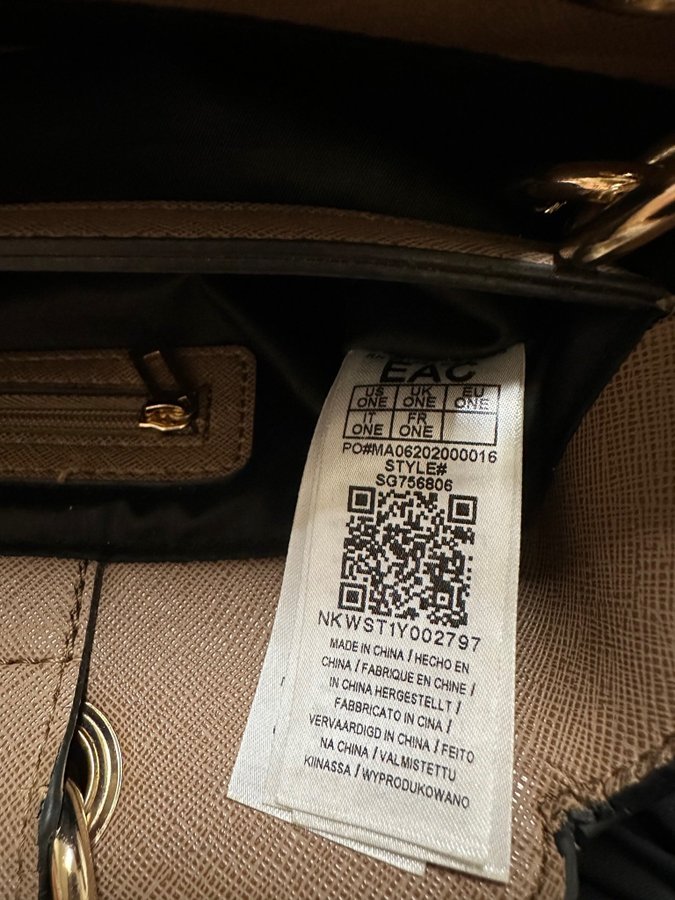 EAC
US UK EU
ONE ONE ONE
IT FR
ONE ONE
PO#MA06202000016
STYLE#
SG756806
NKWST1Y002797
MADE IN CHINA / HECHO EN
CHINA / FABRIQUE EN CHINE /
IN CHINA HERGESTELLT /
FABBRICATO IN CINA /
VERVAARDIGD IN CHINA / FEITO
NA CHINA / VALMISTETTU
KIINASSA / WYPRODUKOWANO